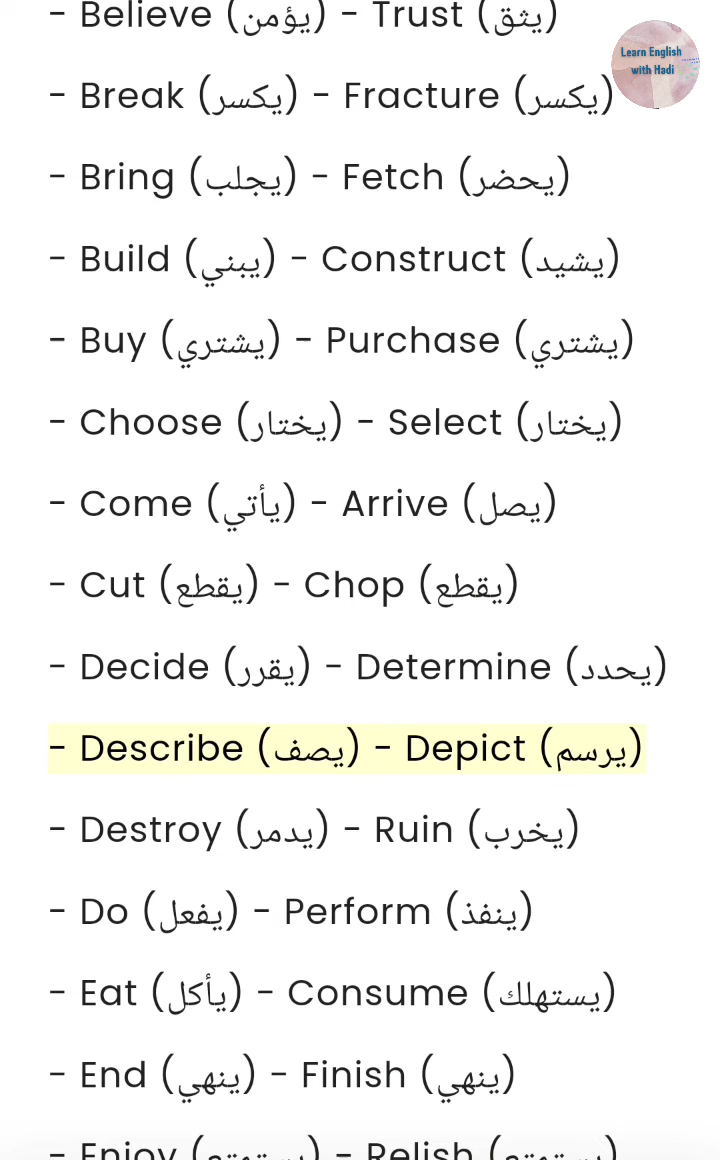 - Believe (يؤمن) - Trust (يثق)
Learn English
with Hadi
- Break (يكسر) - Fracture (يكسر)
- Bring (يجلب) - Fetch (يحضر)
- Build (يبني) - Construct (يشيد)
- Buy (يشتري) - Purchase (يشتري)
- Choose (يختار) - Select (يختار)
- Come (يأتي) - Arrive (يصل)
- Cut (يقطع) - Chop (يقطع)
- Decide (يقرر) - Determine (يحدد)
- Describe (يصف) - Depict (يرسم)
- Destroy (يدمر) - Ruin (يخرب)
- Do (يفعل) - Perform (ينفذ)
- Eat (يأكل) - Consume (يستهلك)
- End (ينهي) - Finish (ينهي)
- Enjoy (يستمتع) - Relish (يستمتع)